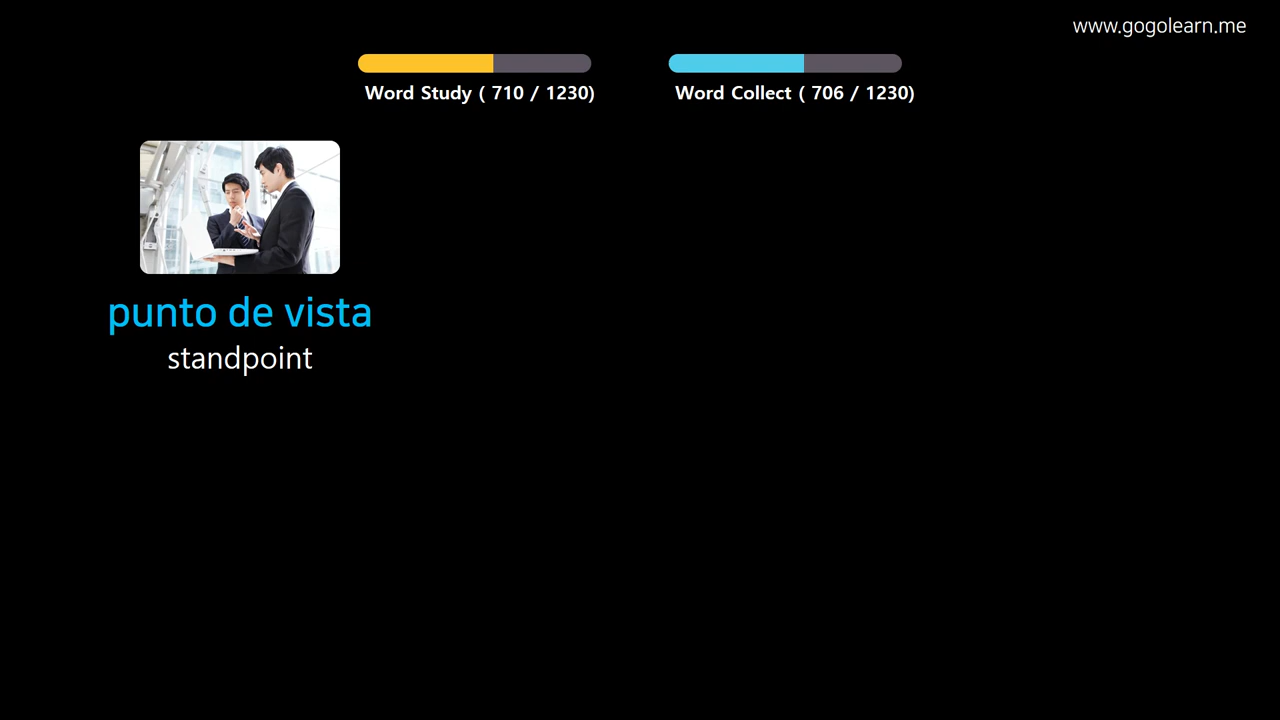 www.gogolearn.me
Word Study ( 710 / 1230)
Word Collect ( 706 / 1230)
punto de vista
standpoint